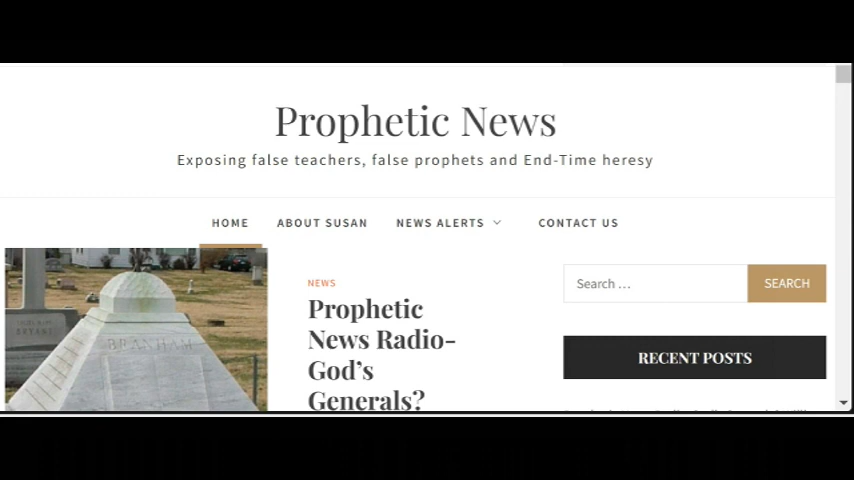 Prophetic News
Exposing false teachers, false prophets and End-Time heresy
HOME ABOUT SUSAN NEWS ALERTS CONTACT US
BRYANT
BRANHAM
NEWS
Prophetic
News Radio-
God's
Generals?
Search … SEARCH
RECENT POSTS